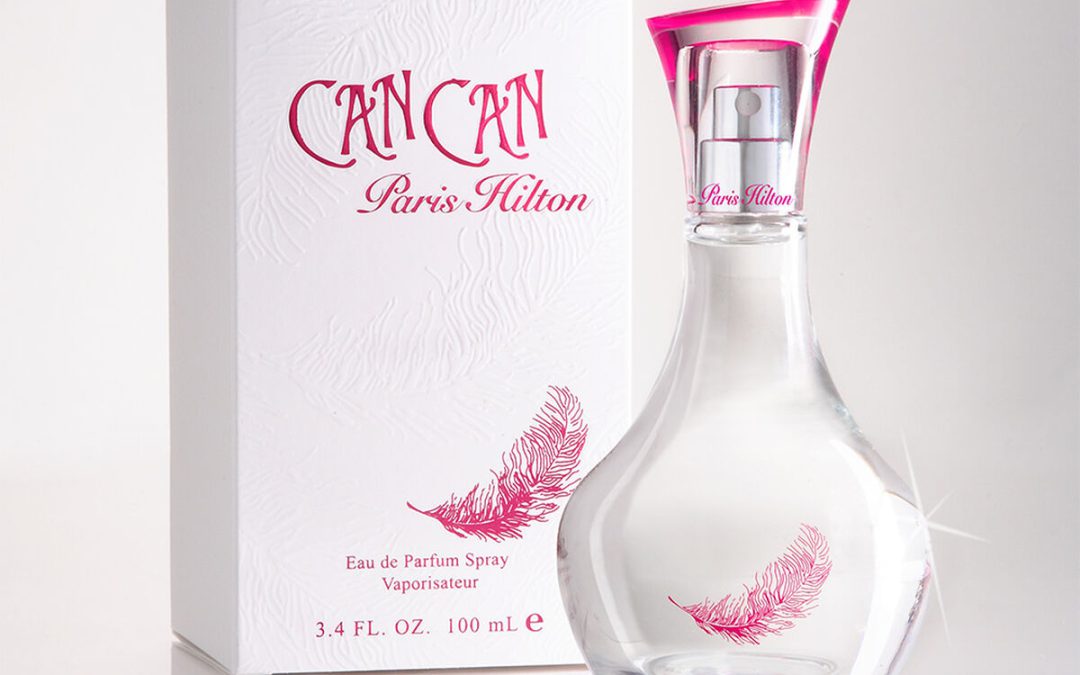 CAN CAN
Paris Hilton
Eau de Parfum Spray
Vaporisateur
3.4 FL. OZ. 100 mL ℮
Paris Hilton